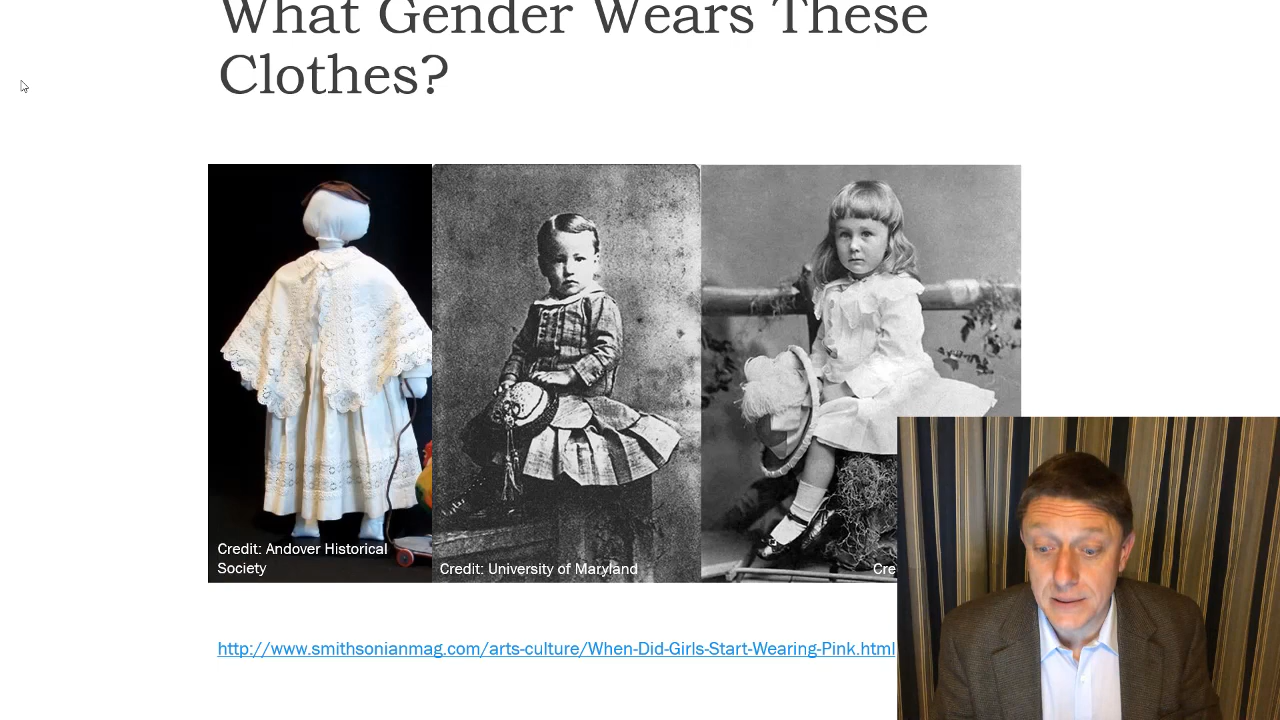 What Gender Wears These
Clothes?
Credit: Andover Historical
Society
Credit: University of Maryland
http://www.smithsonianmag.com/arts-culture/When-Did-Girls-Start-Wearing-Pink.html